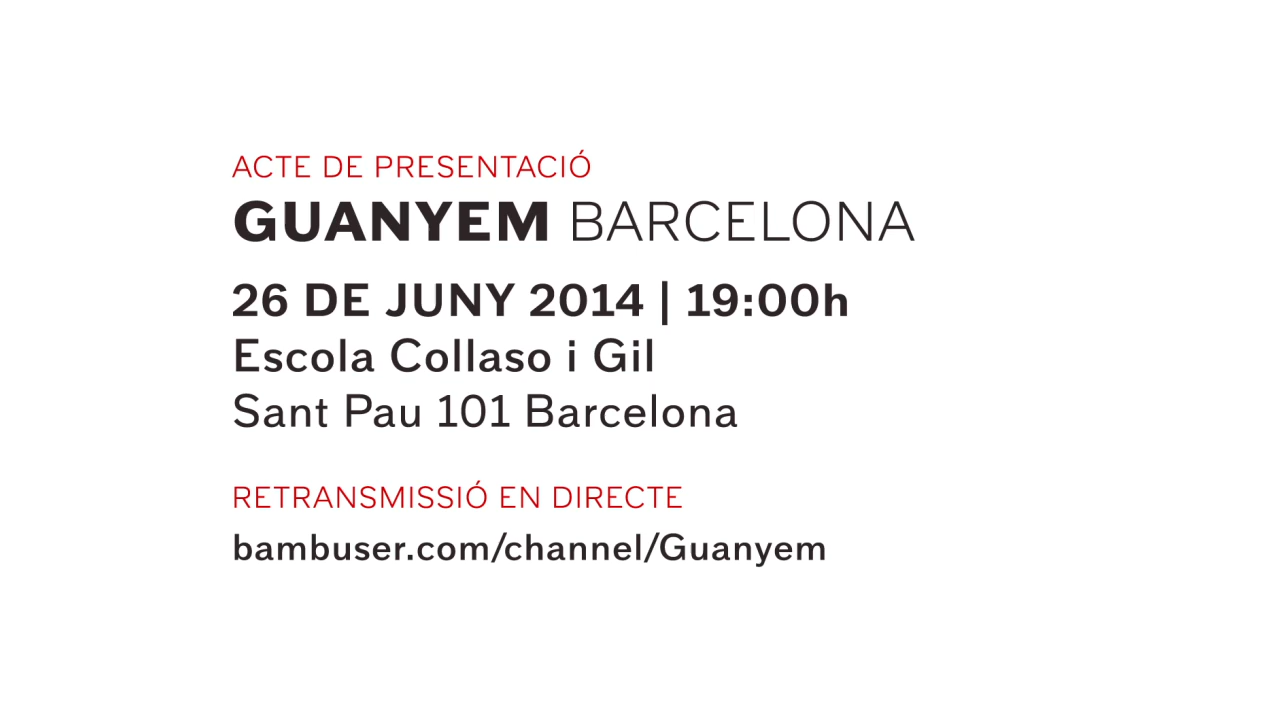 ACTE DE PRESENTACIÓ
GUANYEM BARCELONA
26 DE JUNY 2014 | 19:00h
Escola Collaso i Gil
Sant Pau 101 Barcelona
RETRANSMISSIÓ EN DIRECTE
bambuser.com/channel/Guanyem